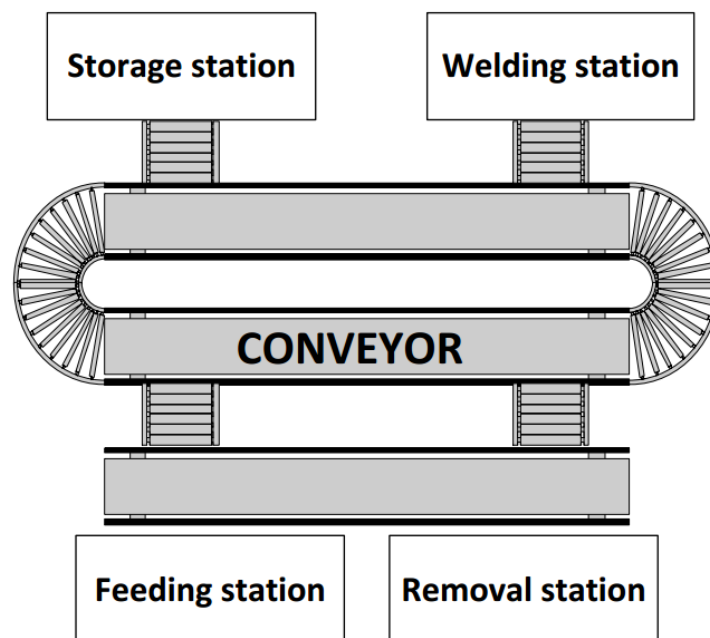 Storage station
Welding station
CONVEYOR
Feeding station
Removal station